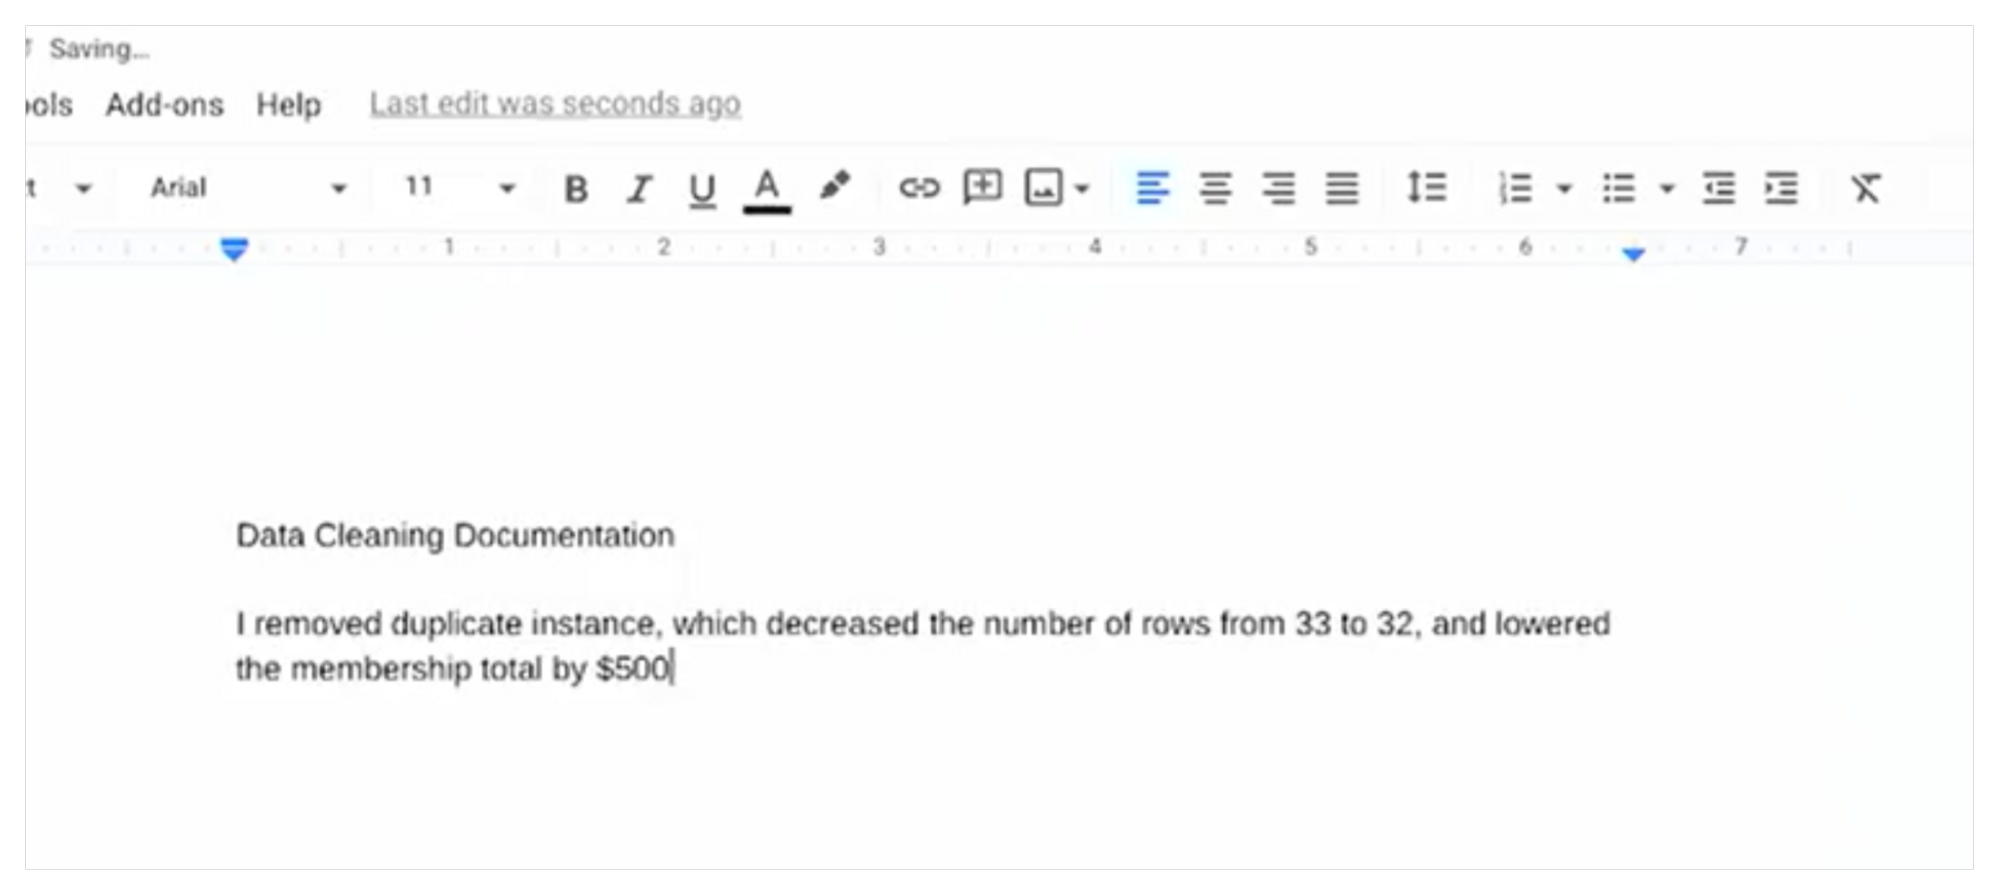 Saving...
ols Add-ons Help Last edit was seconds ago
t Arial 11 B I U A
1 2 3 4 5 6 7
Data Cleaning Documentation
I removed duplicate instance, which decreased the number of rows from 33 to 32, and lowered
the membership total by $500